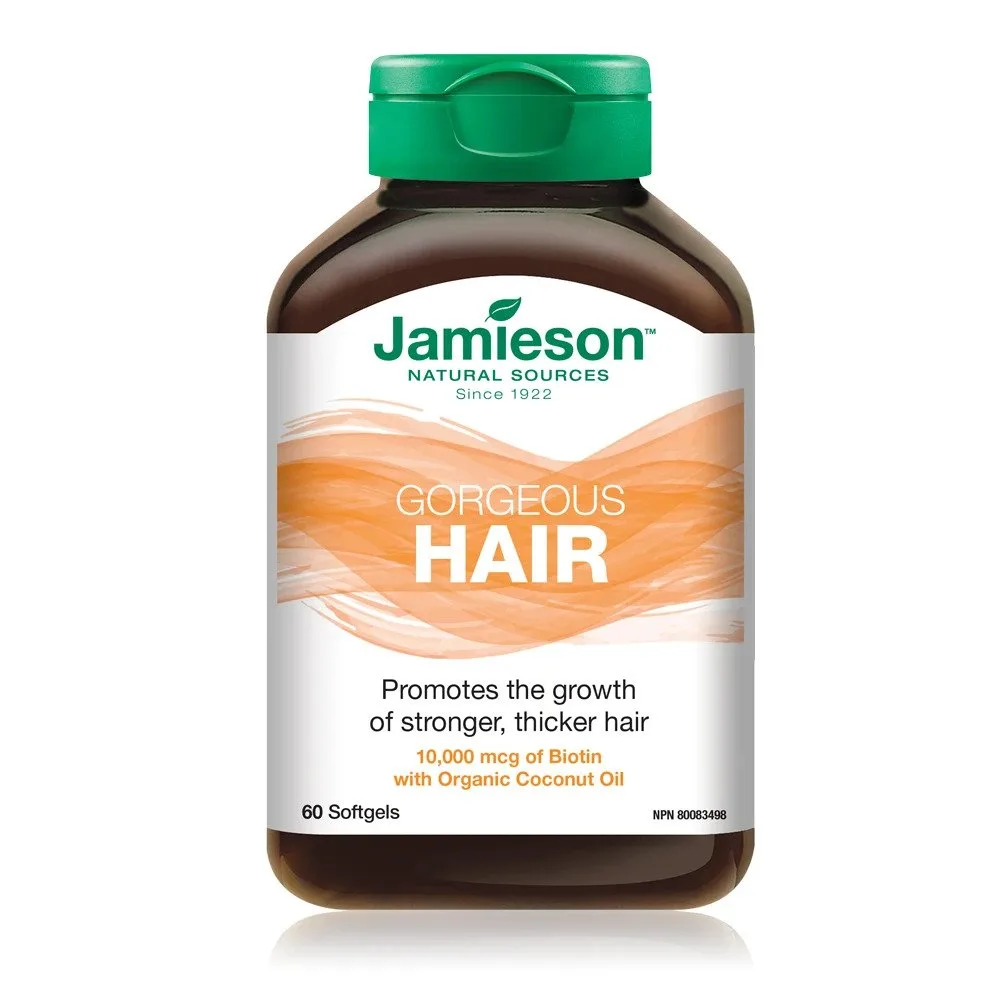 Jamieson™
NATURAL SOURCES
Since 1922
GORGEOUS
HAIR
Promotes the growth
of stronger, thicker hair
10,000 mcg of Biotin
with Organic Coconut Oil
60 Softgels
NPN 80083498